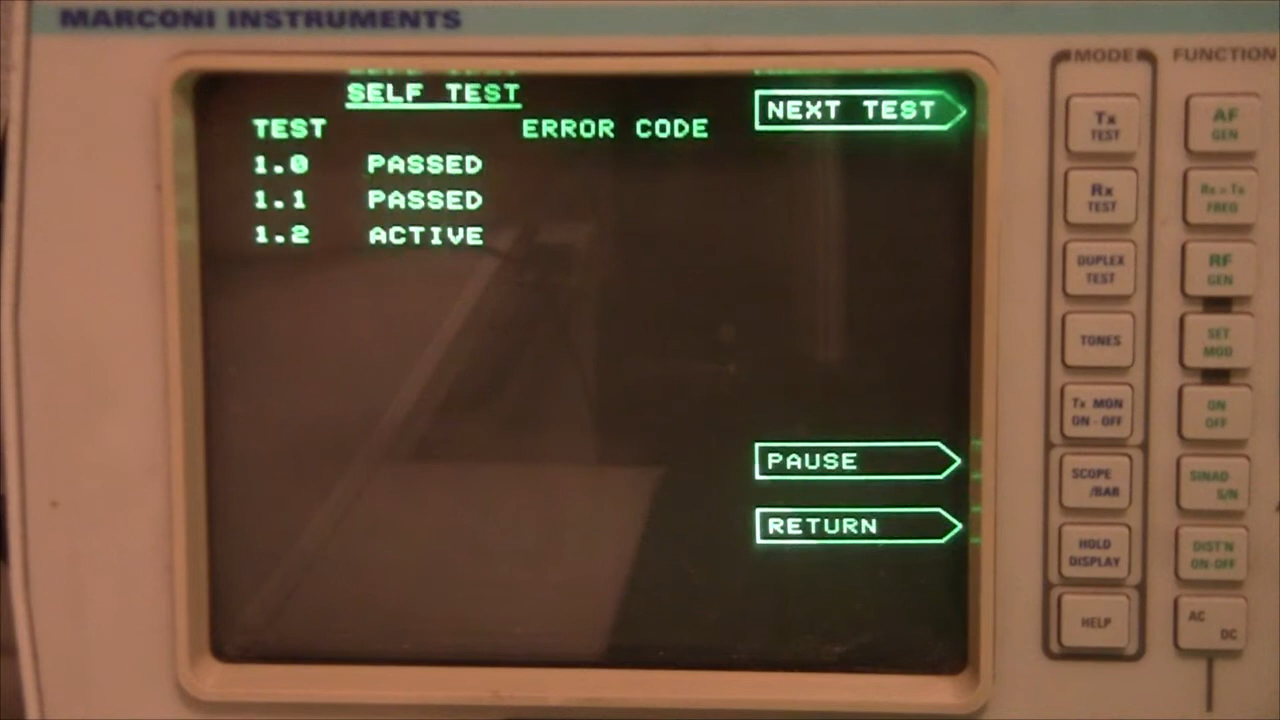 MARCONI INSTRUMENTS
SELF TEST
NEXT TEST
TEST ERROR CODE
1.0 PASSED
1.1 PASSED
1.2 ACTIVE
PAUSE
RETURN
MODE
Tx
TEST
Rx
TEST
DUPLEX
TEST
TONES
Tx MON
ON-OFF
SCOPE
/BAR
HOLD
DISPLAY
HELP
FUNCTION
AF
GEN
Rx=Tx
FREQ
RF
GEN
SET
MOD
ON
OFF
SINAD
S/N
DIST'N
ON-OFF
AC
DC